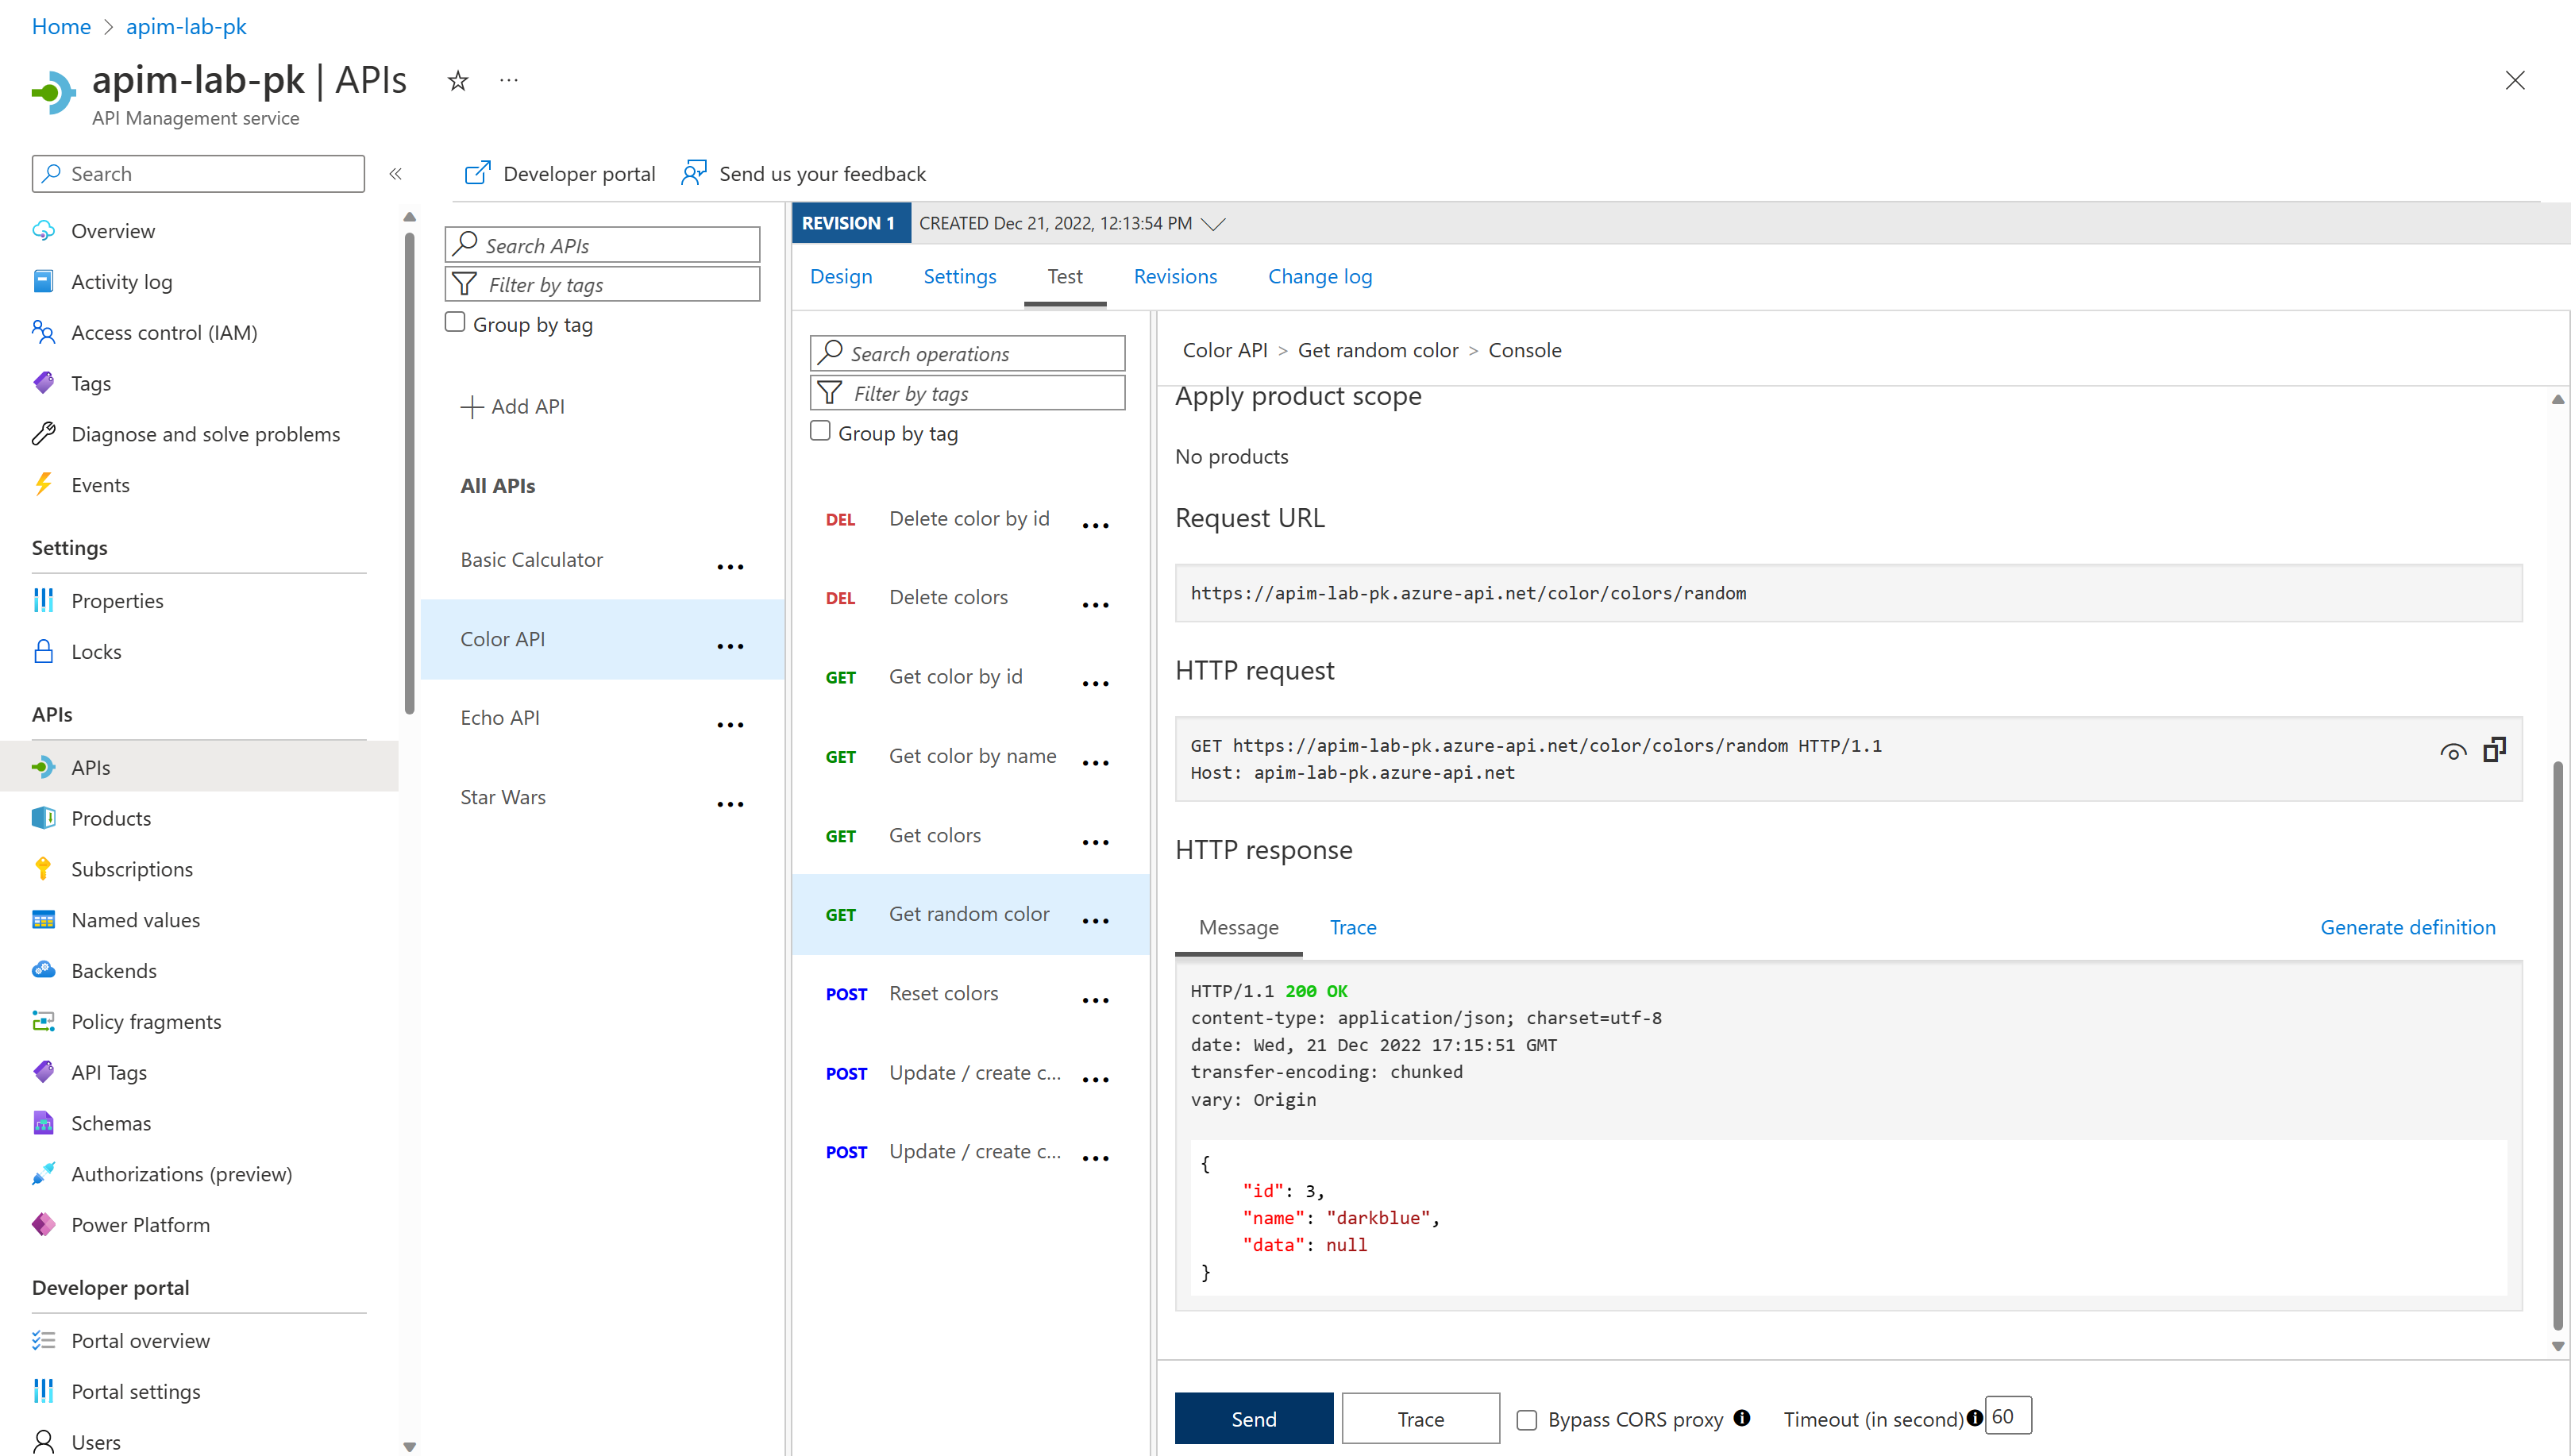 Home > apim-lab-pk
apim-lab-pk | APIs
API Management service
Search
Overview
Activity log
Access control (IAM)
Tags
Diagnose and solve problems
Events
Settings
Properties
Locks
APIs
APIs
Products
Subscriptions
Named values
Backends
Policy fragments
API Tags
Schemas
Authorizations (preview)
Power Platform
Developer portal
Portal overview
Portal settings
Users
Developer portal
Send us your feedback
Search APIs
Filter by tags
Group by tag
Add API
All APIs
Basic Calculator
Color API
Echo API
Star Wars
REVISION 1 CREATED Dec 21, 2022, 12:13:54 PM
Design Settings Test Revisions Change log
Search operations
Filter by tags
Group by tag
DEL Delete color by id
DEL Delete colors
GET Get color by id
GET Get color by name
GET Get colors
GET Get random color
POST Reset colors
POST Update / create c...
POST Update / create c...
Color API > Get random color > Console
Apply product scope
No products
Request URL
https://apim-lab-pk.azure-api.net/color/colors/random
HTTP request
GET https://apim-lab-pk.azure-api.net/color/colors/random HTTP/1.1
Host: apim-lab-pk.azure-api.net
HTTP response
Message Trace Generate definition
HTTP/1.1 200 OK
content-type: application/json; charset=utf-8
date: Wed, 21 Dec 2022 17:15:51 GMT
transfer-encoding: chunked
vary: Origin
{
"id": 3,
"name": "darkblue",
"data": null
}
Send Trace Bypass CORS proxy Timeout (in second) 60